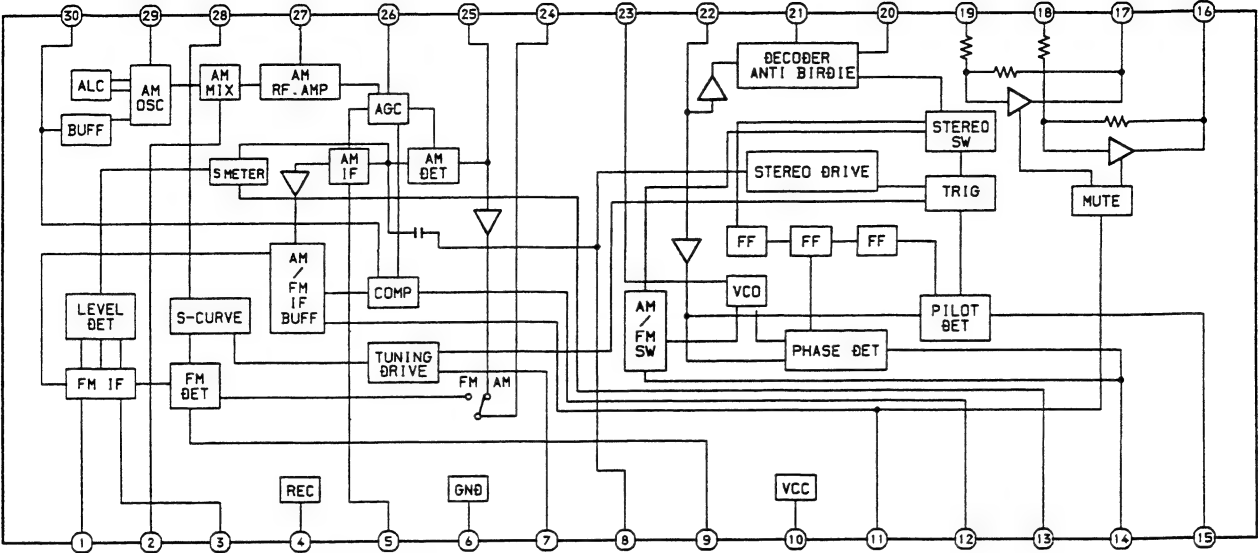 30 29 28 27 26 25 24 23 22 21 20 19 18 17 16
ALC
AM
OSC
AM
MIX
AM
RF.AMP
AGC
BUFF
DECODER
ANTI BIRDIE
STEREO
SW
S METER
AM
IF
AM
DET
STEREO DRIVE
TRIG
MUTE
FF
FF
FF
AM
/
FM
IF
BUFF
COMP
LEVEL
DET
S-CURVE
AM
/
FM
SW
VCO
PILOT
DET
TUNING
DRIVE
PHASE DET
FM IF
FM
DET
FM AM
REC
GND
VCC
1 2 3 4 5 6 7 8 9 10 11 12 13 14 15